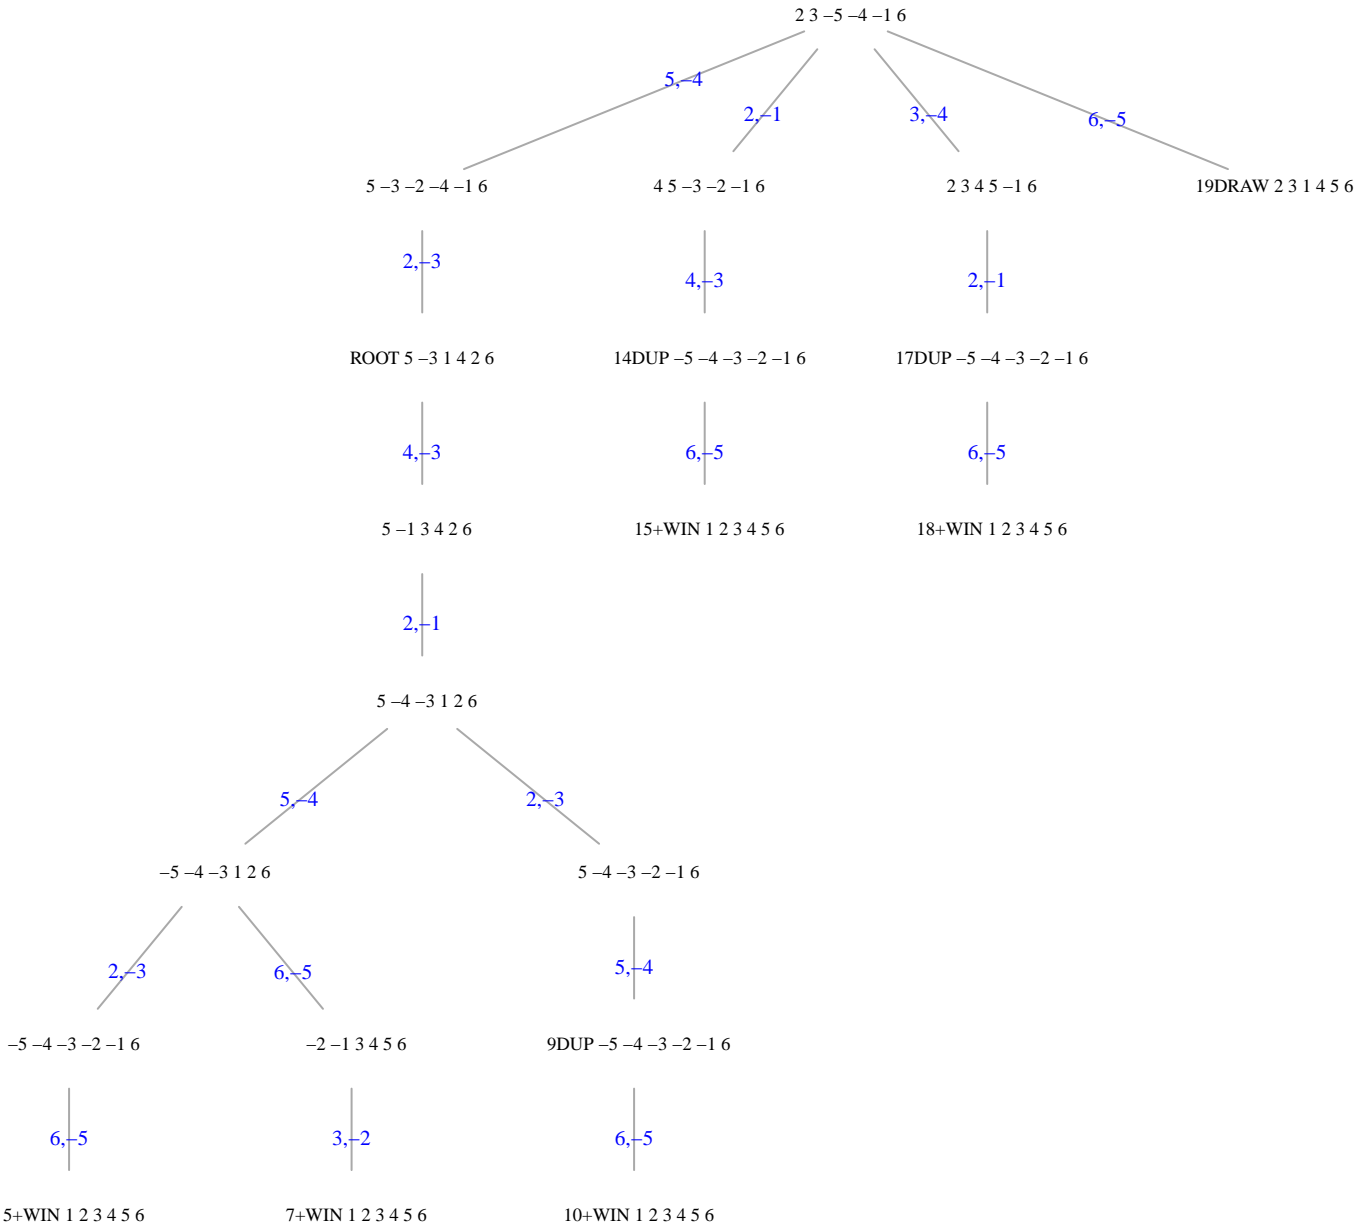 2 3 –5 –4 –1 6
5,–4
2,–1
3,–4
6,–5
5 –3 –2 –4 –1 6
4 5 –3 –2 –1 6
2 3 4 5 –1 6
19DRAW 2 3 1 4 5 6
2,–3
4,–3
2,–1
ROOT 5 –3 1 4 2 6
14DUP –5 –4 –3 –2 –1 6
17DUP –5 –4 –3 –2 –1 6
4,–3
6,–5
6,–5
5 –1 3 4 2 6
15+WIN 1 2 3 4 5 6
18+WIN 1 2 3 4 5 6
2,–1
5 –4 –3 1 2 6
5,–4
2,–3
–5 –4 –3 1 2 6
5 –4 –3 –2 –1 6
2,–3
6,–5
5,–4
–5 –4 –3 –2 –1 6
–2 –1 3 4 5 6
9DUP –5 –4 –3 –2 –1 6
6,–5
3,–2
6,–5
5+WIN 1 2 3 4 5 6
7+WIN 1 2 3 4 5 6
10+WIN 1 2 3 4 5 6